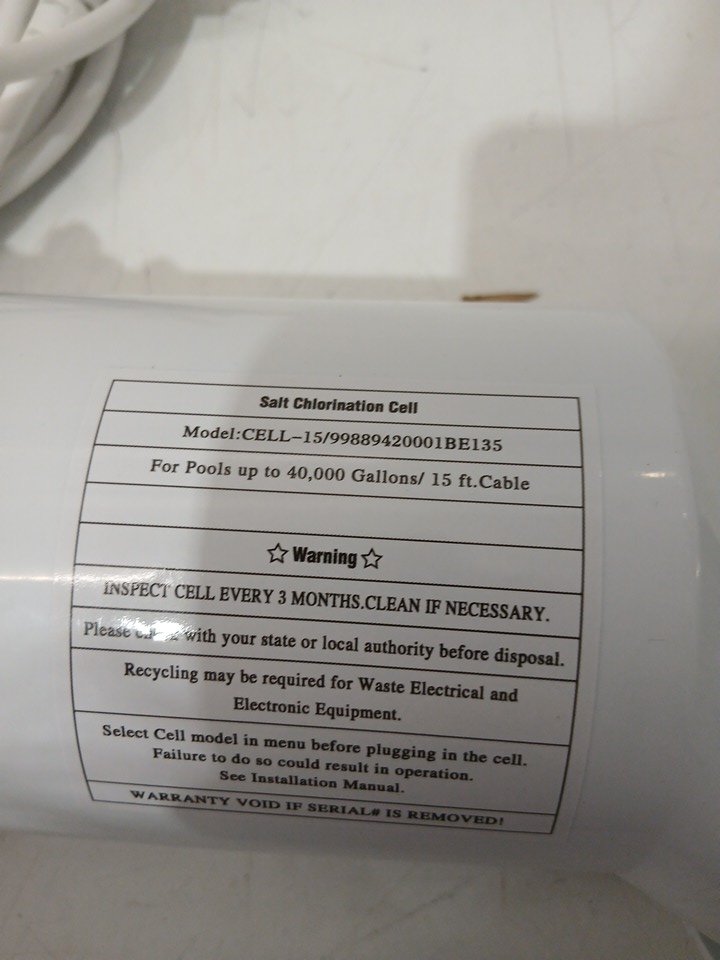 Salt Chlorination Cell
Model:CELL-15/99889420001BE135
For Pools up to 40,000 Gallons/ 15 ft.Cable
☆ Warning ☆
INSPECT CELL EVERY 3 MONTHS.CLEAN IF NECESSARY.
Please with your state or local authority before disposal.
Recycling may be required for Waste Electrical and
Electronic Equipment.
Select Cell model in menu before plugging in the cell.
Failure to do so could result in operation.
See Installation Manual.
WARRANTY VOID IF SERIAL# IS REMOVED!